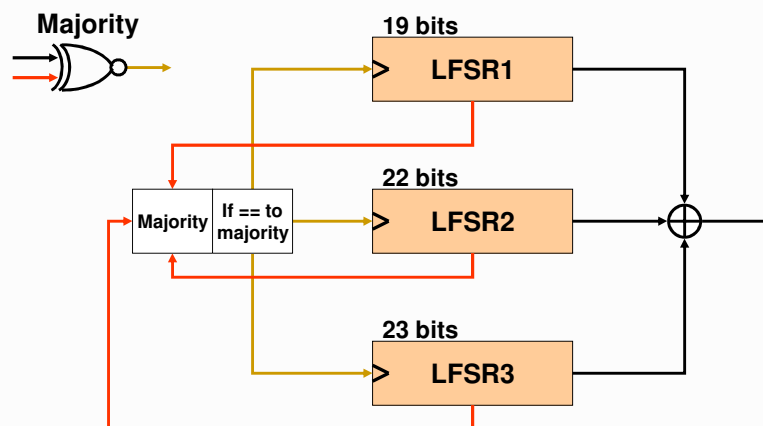 Majority
19 bits
LFSR1
22 bits
Majority
If == to
majority
LFSR2
23 bits
LFSR3